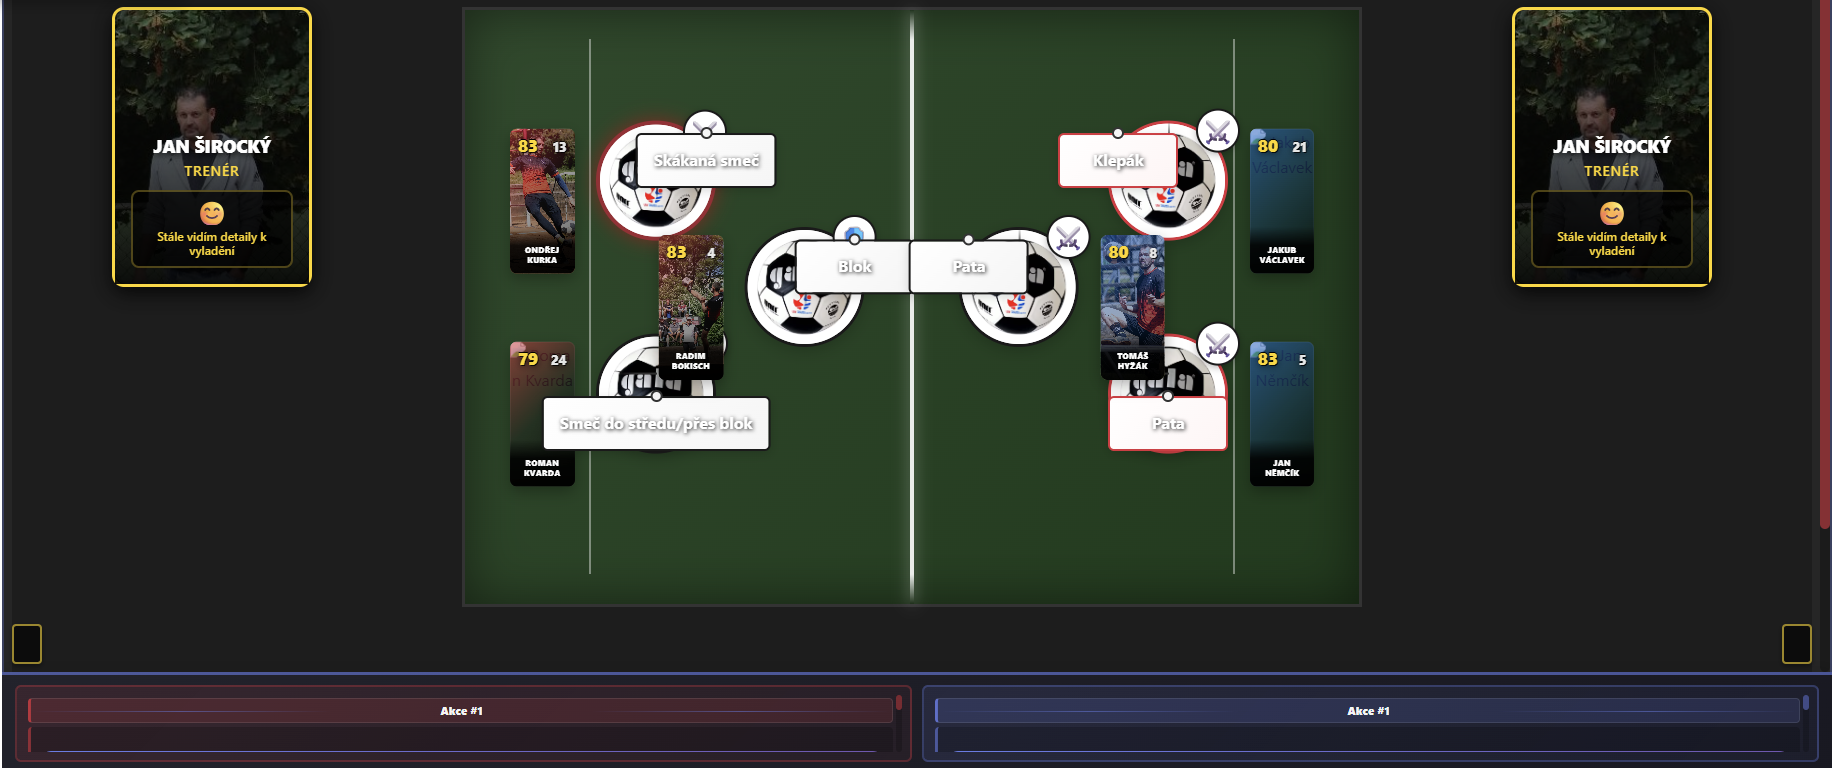 JAN ŠIROCKÝ
TRENÉR
Stále vidím detaily k
vyladění
83 13
ONDŘEJ
KURKA
Skákaná smeč
83 4
RADIM
BOKISCH
Blok
79 24
n Kvarda
ROMAN
KVARDA
Smeč do středu/přes blok
Klepák
80 21
Václavek
JAKUB
VÁCLAVEK
Pata
80 8
TOMÁŠ
HYŽÁK
83 5
Němčík
JAN
NĚMČÍK
Pata
JAN ŠIROCKÝ
TRENÉR
Stále vidím detaily k
vyladění
Akce #1
Akce #1